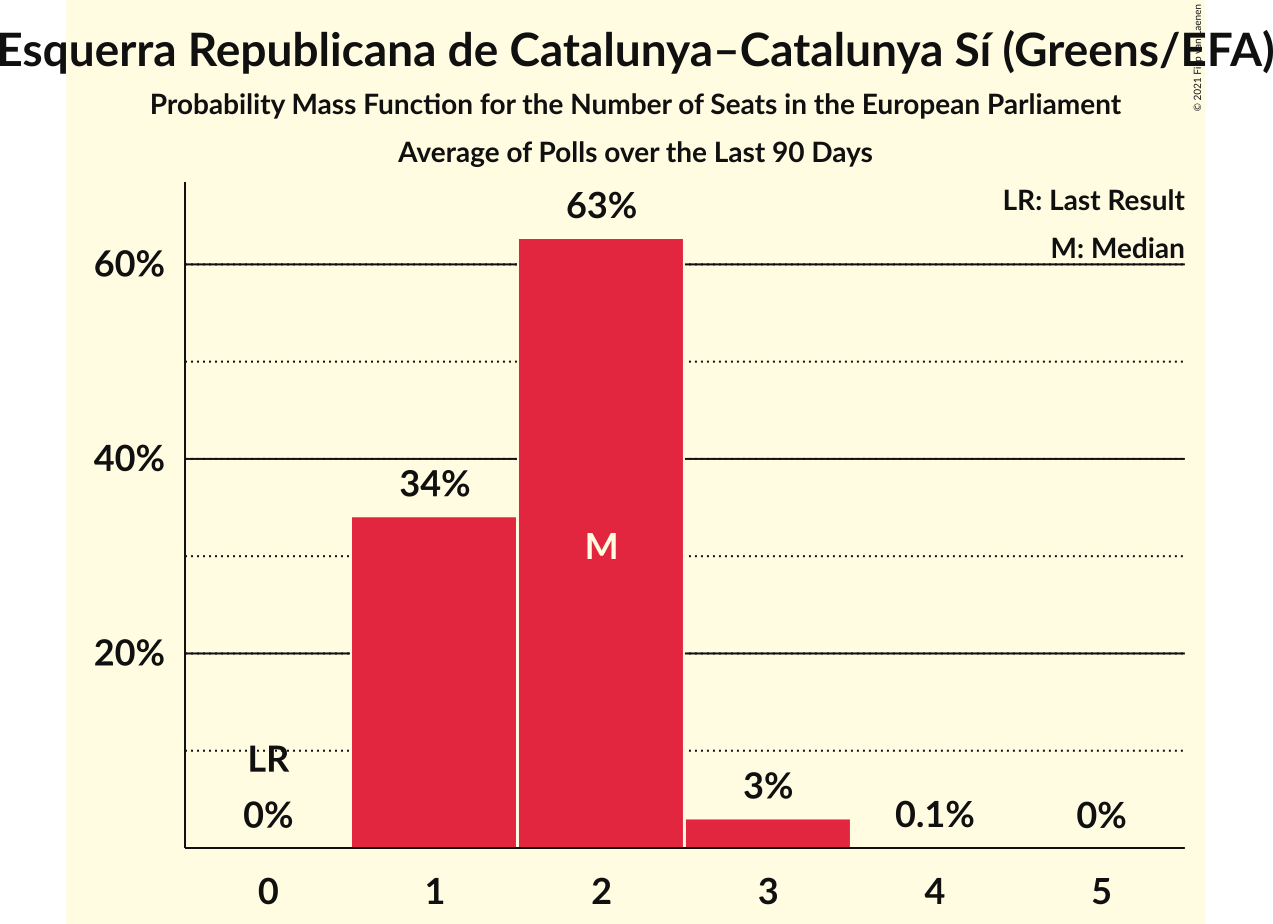 Esquerra Republicana de Catalunya–Catalunya Sí (Greens/EFA)
Probability Mass Function for the Number of Seats in the European Parliament
Average of Polls over the Last 90 Days
© 2021
LR: Last Result
M: Median
63%
60%
40%
34%
M
20%
LR
0%
3%
0.1%
0%
0 1 2 3 4 5